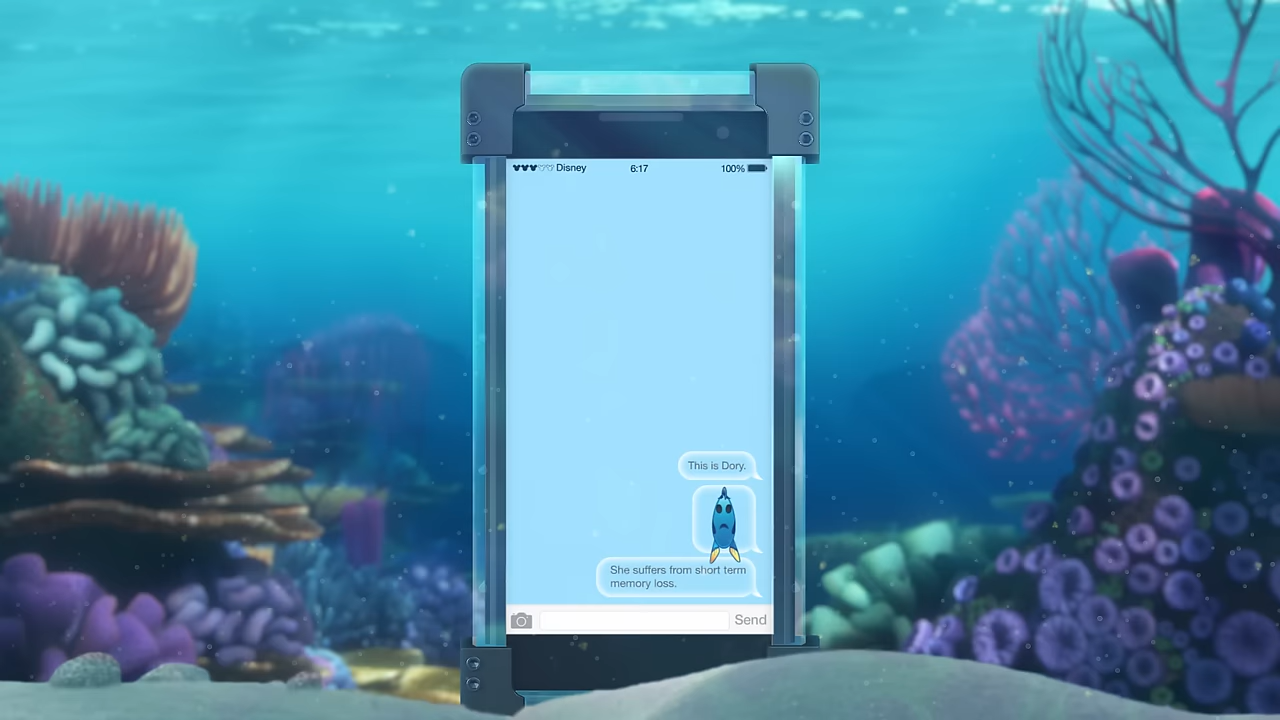 Disney 6:17 100%
This is Dory.
She suffers from short term
memory loss.
Send